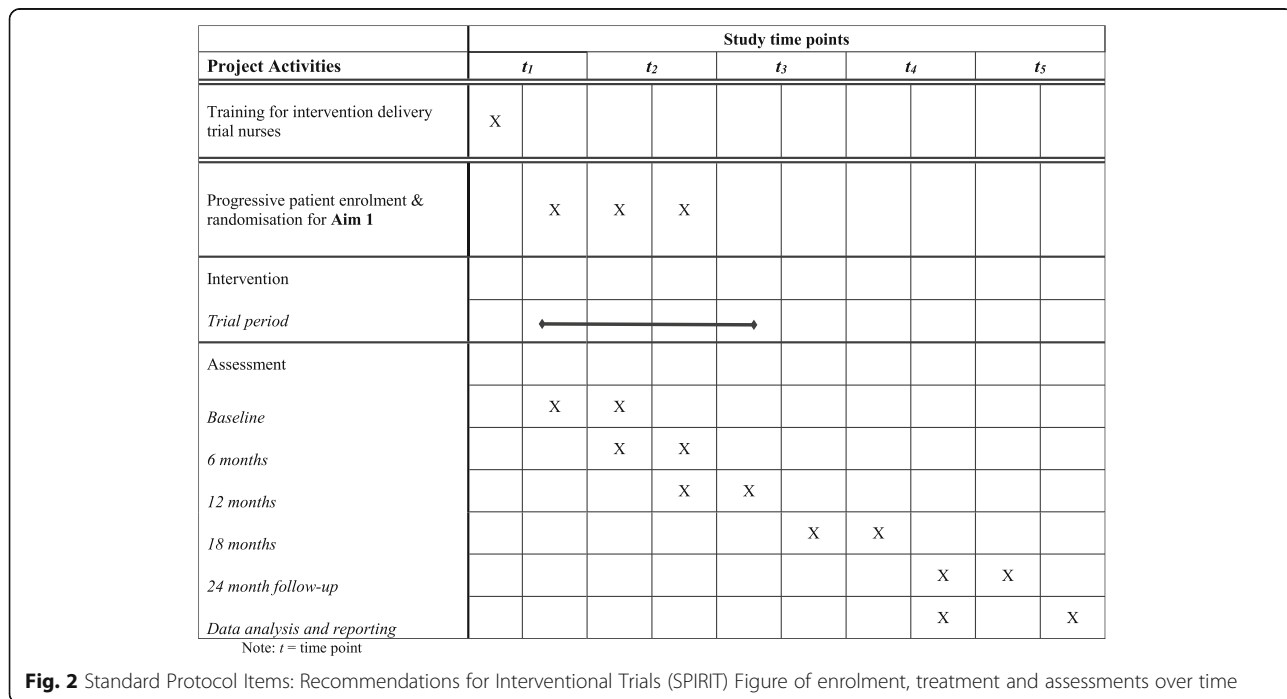 Study time points
Project Activities t1 t2 t3 t4 t5
Training for intervention delivery
trial nurses
X
Progressive patient enrolment &
randomisation for Aim 1
X X X
Intervention
Trial period
Assessment
Baseline X X
6 months X X
12 months X X
18 months X X
24 month follow-up X X
Data analysis and reporting X X
Note: t = time point
Fig. 2 Standard Protocol Items: Recommendations for Interventional Trials (SPIRIT) Figure of enrolment, treatment and assessments over time